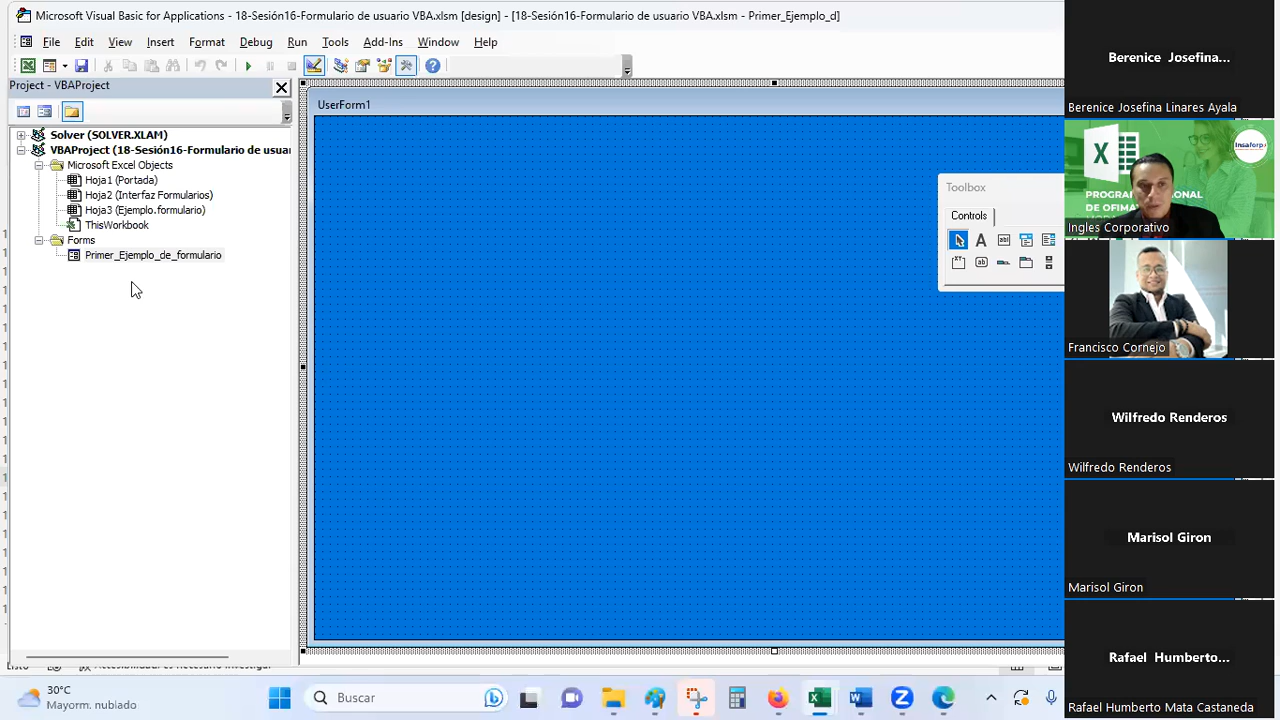 Microsoft Visual Basic for Applications - 18-Sesión16-Formulario de usuario VBA.xlsm [design] - [18-Sesión16-Formulario de usuario VBA.xlsm - Primer_Ejemplo_d]
File Edit View Insert Format Debug Run Tools Add-Ins Window Help
Project - VBAProject
Solver (SOLVER.XLAM)
VBAProject (18-Sesión16-Formulario de usuar
Microsoft Excel Objects
Hoja1 (Portada)
Hoja2 (Interfaz Formularios)
Hoja3 (Ejemplo.formulario)
ThisWorkbook
Forms
Primer_Ejemplo_de_formulario
UserForm1
Toolbox
Controls
30°C
Mayorm. nublado
Buscar
Berenice Josefina...
Berenice Josefina Linares Ayala
Insaforp
Ingles Corporativo
Francisco Cornejo
Wilfredo Renderos
Wilfredo Renderos
Marisol Giron
Marisol Giron
Rafael Humberto...
Rafael Humberto Mata Castaneda